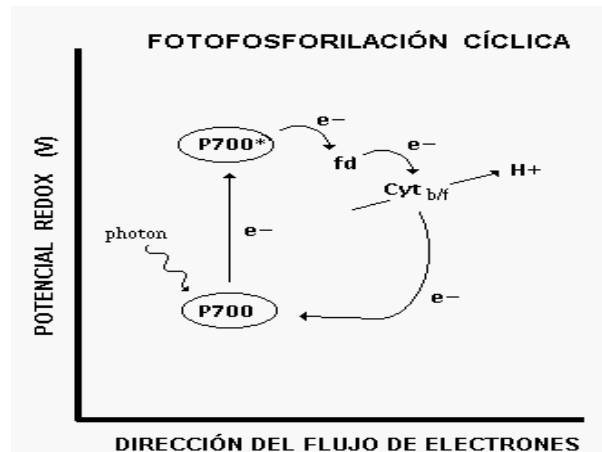 FOTOFOSFORILACIÓN CÍCLICA
POTENCIAL REDOX (V)
e−
P700*
fd
e−
Cyt b/f
H+
photon
e−
P700
e−
DIRECCIÓN DEL FLUJO DE ELECTRONES